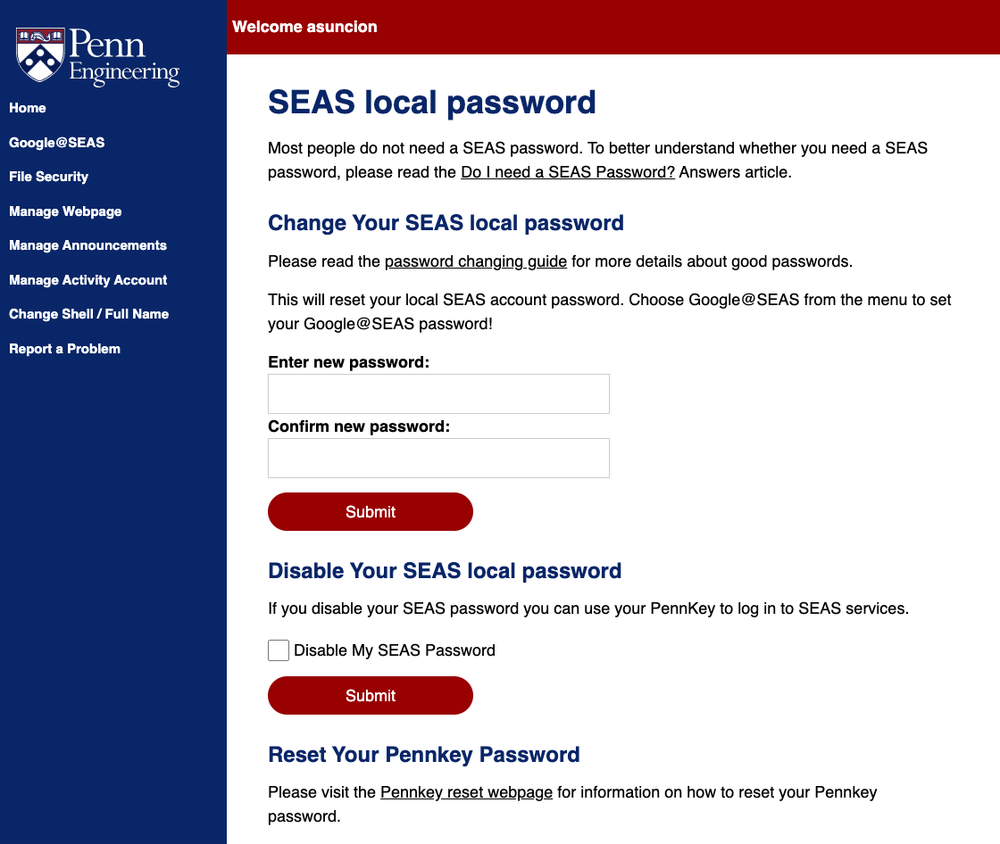 Penn
Engineering
Home
Google@SEAS
File Security
Manage Webpage
Manage Announcements
Manage Activity Account
Change Shell / Full Name
Report a Problem
Welcome asuncion
SEAS local password
Most people do not need a SEAS password. To better understand whether you need a SEAS
password, please read the Do I need a SEAS Password? Answers article.
Change Your SEAS local password
Please read the password changing guide for more details about good passwords.
This will reset your local SEAS account password. Choose Google@SEAS from the menu to set
your Google@SEAS password!
Enter new password:
Confirm new password:
Submit
Disable Your SEAS local password
If you disable your SEAS password you can use your PennKey to log in to SEAS services.
Disable My SEAS Password
Submit
Reset Your Pennkey Password
Please visit the Pennkey reset webpage for information on how to reset your Pennkey
password.